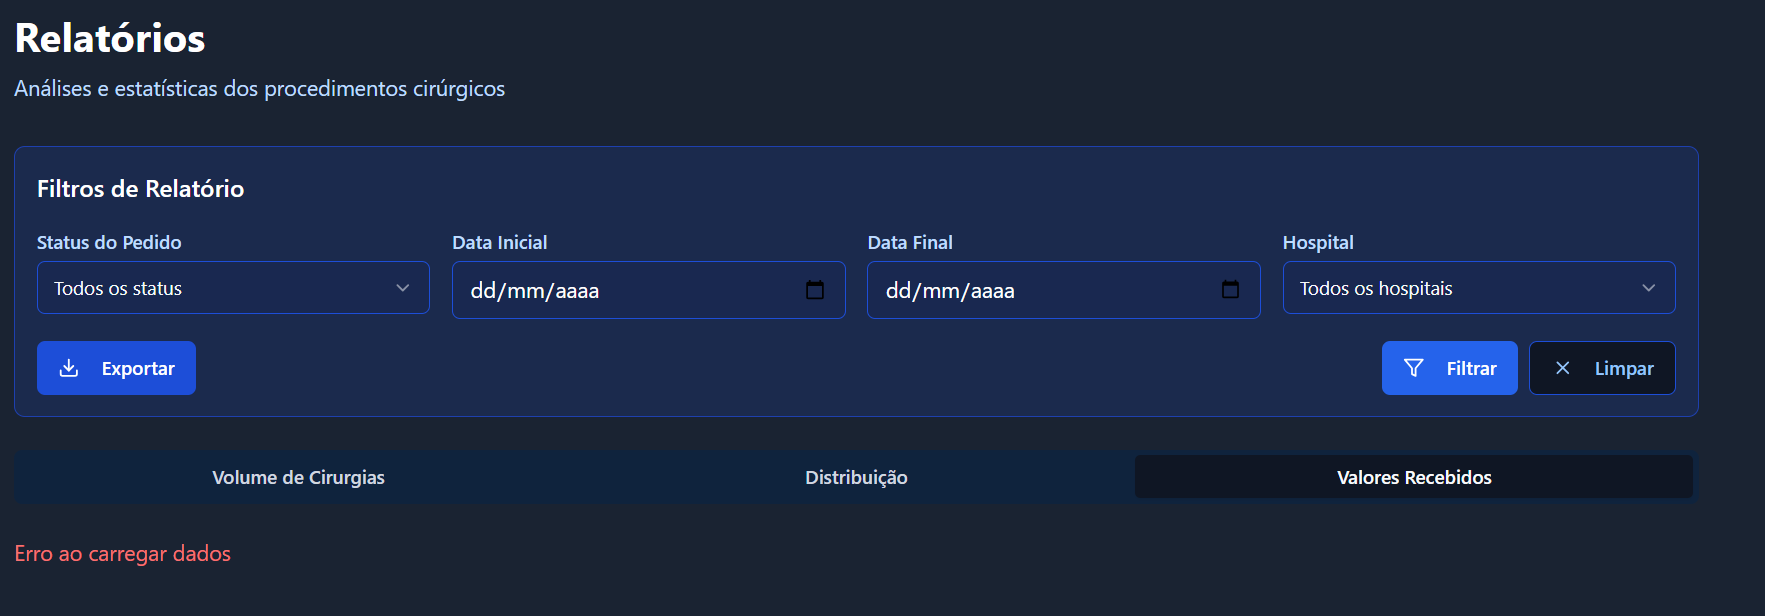 Relatórios
Análises e estatísticas dos procedimentos cirúrgicos
Filtros de Relatório
Status do Pedido
Data Inicial
Data Final
Hospital
Todos os status
dd/mm/aaaa
dd/mm/aaaa
Todos os hospitais
Exportar
Filtrar
Limpar
Volume de Cirurgias
Distribuição
Valores Recebidos
Erro ao carregar dados